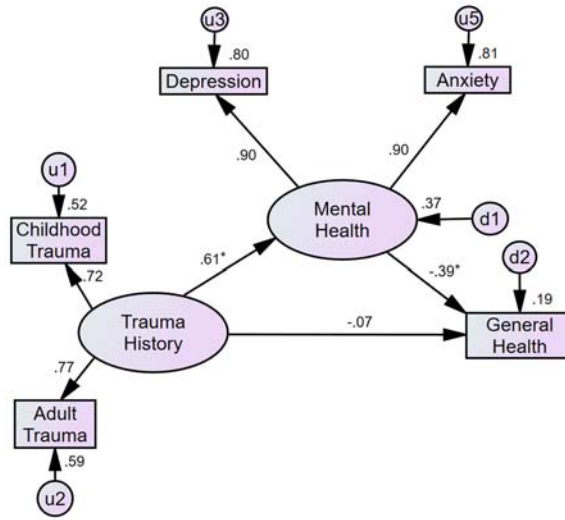 u3
.80
Depression
u5
.81
Anxiety
.90
.90
u1
.52
Childhood
Trauma
.72
Mental
Health
.37
d1
.61*
-.39*
d2
.19
Trauma
History
-.07
General
Health
.77
Adult
Trauma
.59
u2